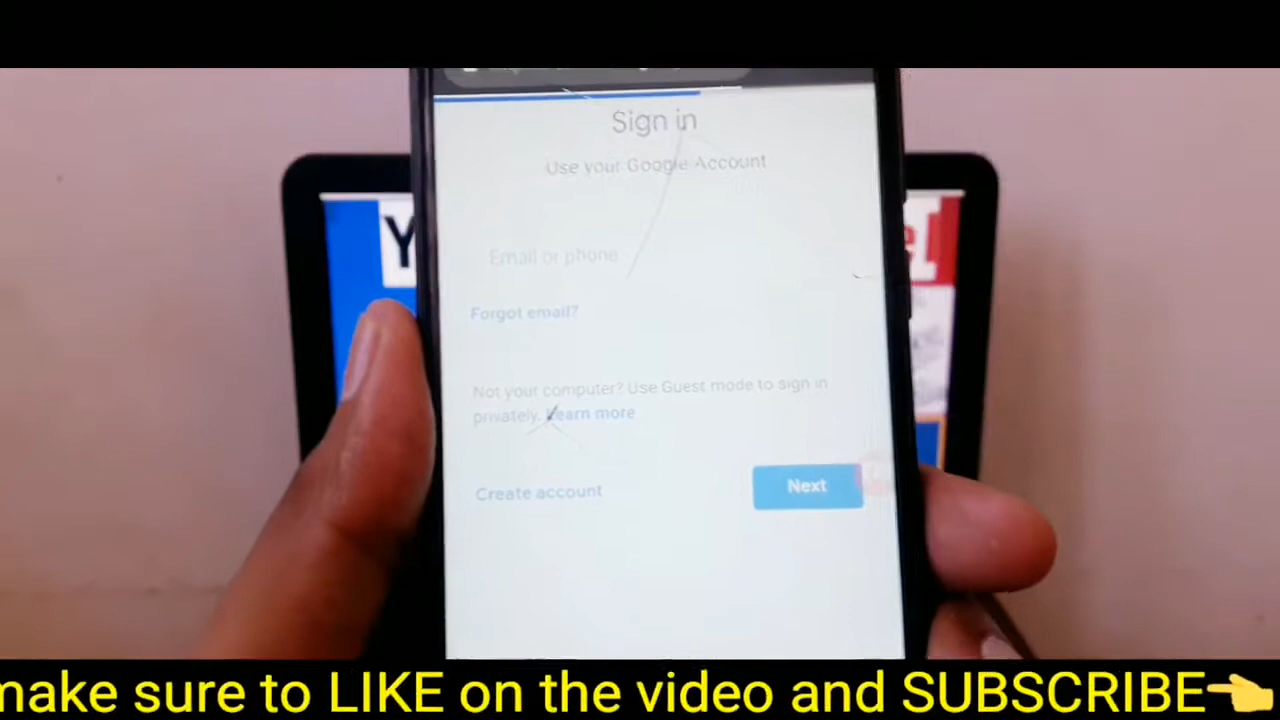 Sign in
Use your Google Account
Email or phone
Forgot email?
Not your computer? Use Guest mode to sign in
privately. Learn more
Create account
Next
Y
make sure to LIKE on the video and SUBSCRIBE👈